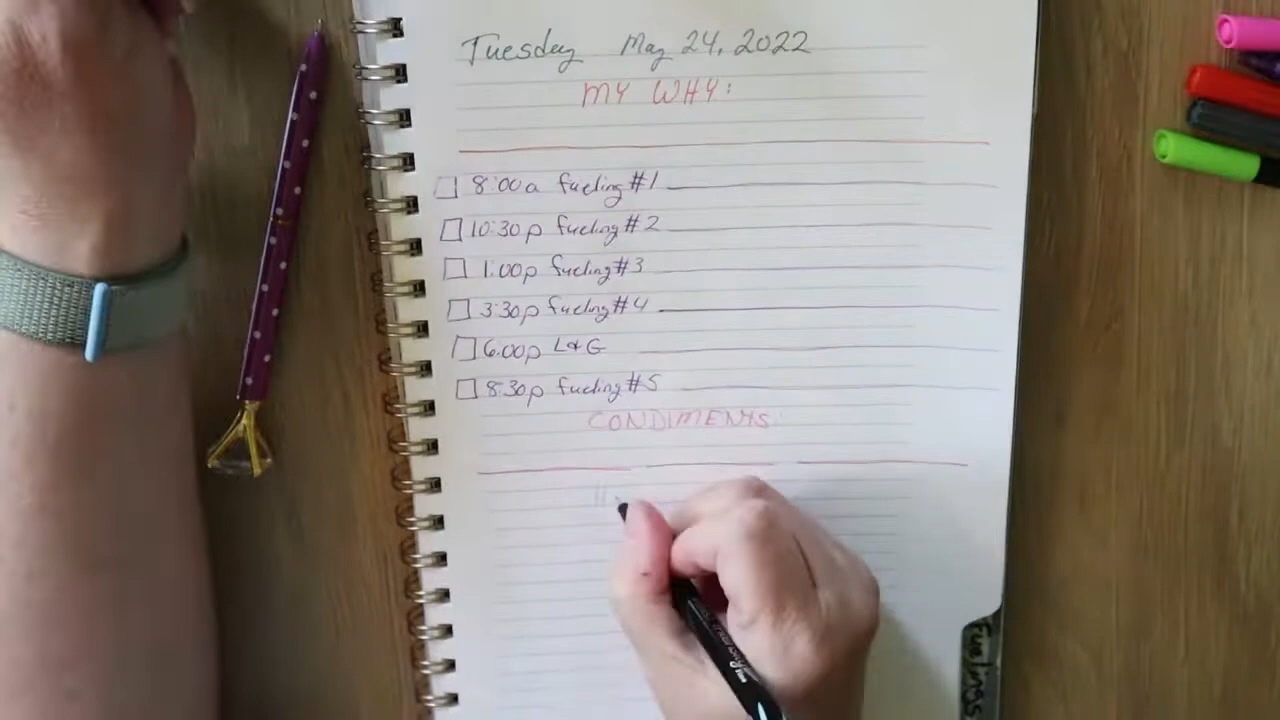 Tuesday May 24, 2022
MY WHY:
8:00a fueling #1
10:30p fueling #2
1:00p fueling #3
3:30p fueling #4
6:00p L&G
8:30p fueling #5
CONDIMENTS:
Fuelings